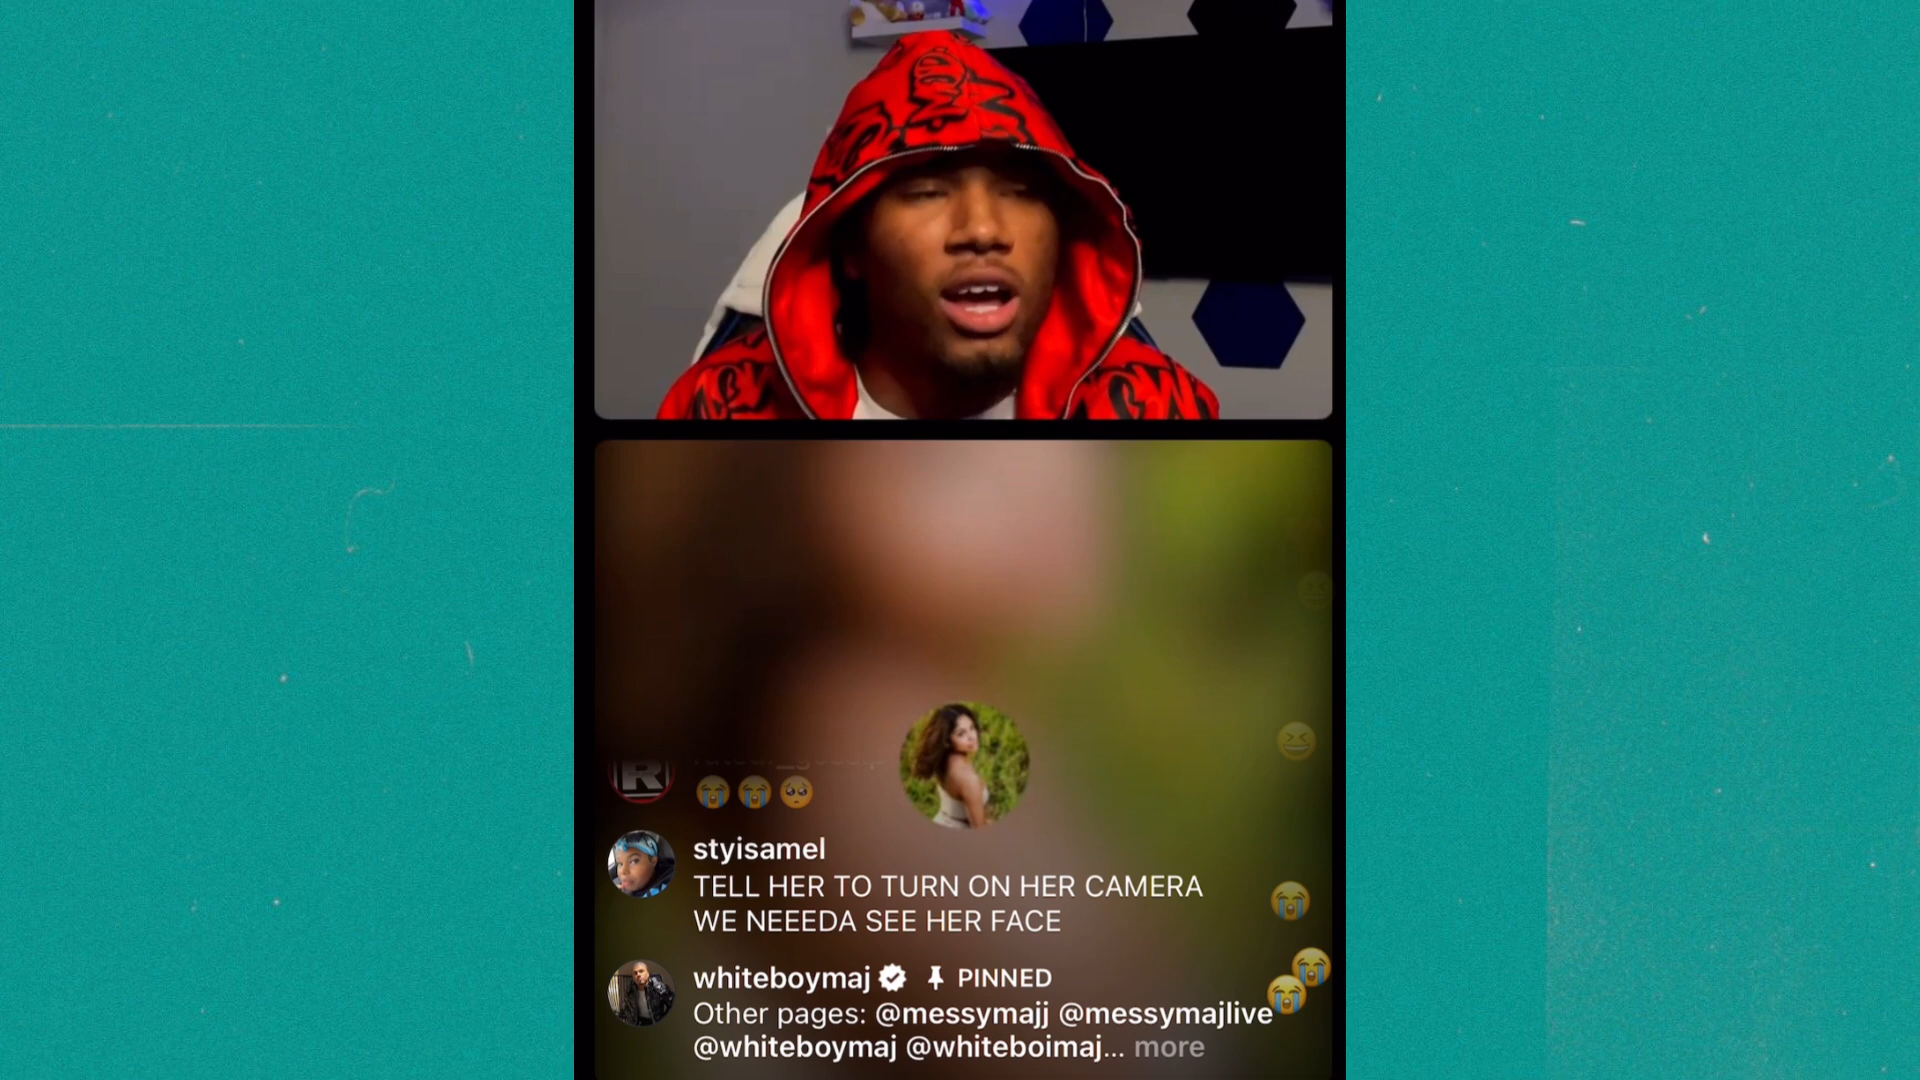 R
😭😭🥺
styisamel
TELL HER TO TURN ON HER CAMERA
WE NEEEDA SEE HER FACE
whiteboymaj PINNED
Other pages: @messymajj @messymajlive
@whiteboymaj @whiteboimaj... more